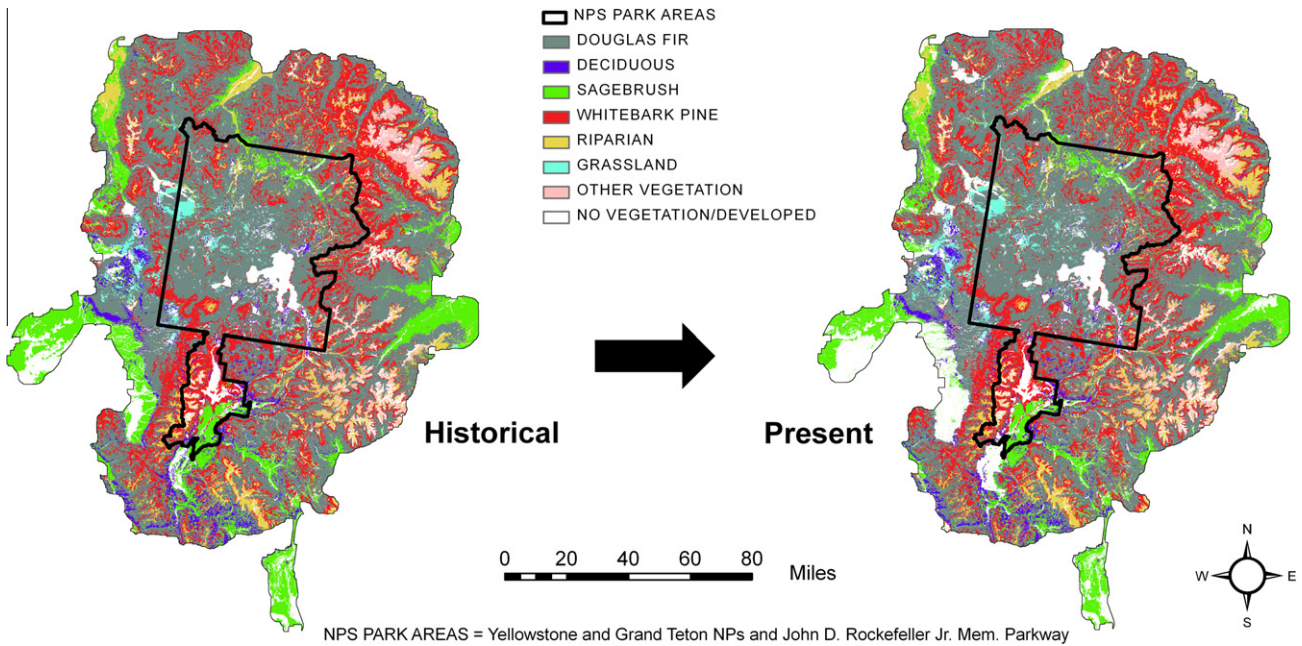 NPS PARK AREAS
DOUGLAS FIR
DECIDUOUS
SAGEBRUSH
WHITEBARK PINE
RIPARIAN
GRASSLAND
OTHER VEGETATION
NO VEGETATION/DEVELOPED
Historical
Present
0 20 40 60 80
Miles
N
W E
S
NPS PARK AREAS = Yellowstone and Grand Teton NPs and John D. Rockefeller Jr. Mem. Parkway